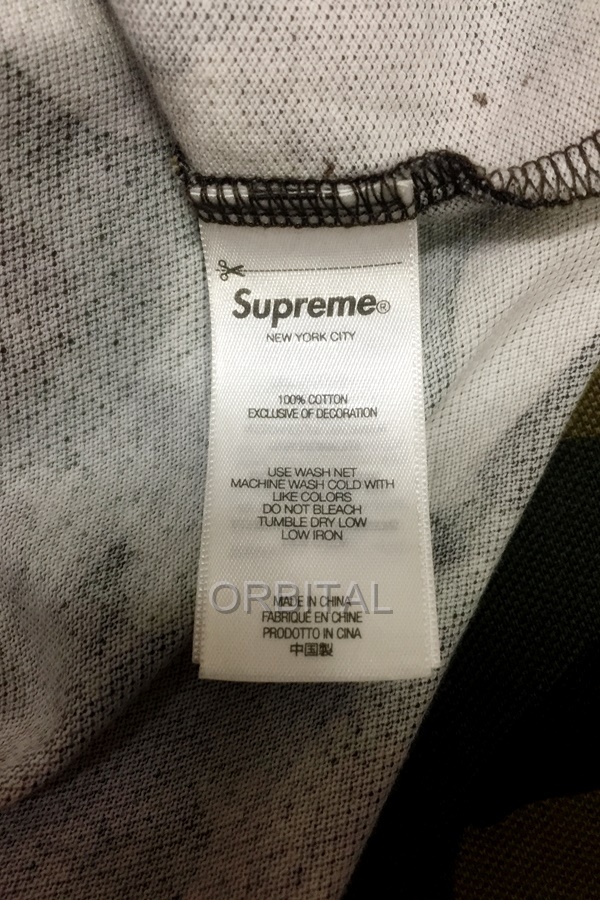 Supreme®
NEW YORK CITY
100% COTTON
EXCLUSIVE OF DECORATION
USE WASH NET
MACHINE WASH COLD WITH
LIKE COLORS
DO NOT BLEACH
TUMBLE DRY LOW
LOW IRON
ORBITAL
MADE IN CHINA
FABRIQUÉ EN CHINE
PRODOTTO IN CINA
中国製